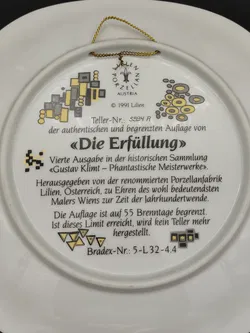 LILIEN PORZELLAN
AUSTRIA
© 1991 Lilien
Teller-Nr.
der authentischen und begrenzten Auflage von
«Die Erfüllung»
Vierte Ausgabe in der historischen Sammlung
«Gustav Klimt – Phantastische Meisterwerke».
Herausgegeben von der renommierten Porzellanfabrik
Lilien, Österreich, zu Ehren des wohl bedeutendsten
Malers Wiens zur Zeit der Jahrhundertwende.
Die Auflage ist auf 55 Brenntage begrenzt.
Ist dieses Limit erreicht, wird kein Teller mehr
hergestellt.
Bradex-Nr.: 5-L32-4.4